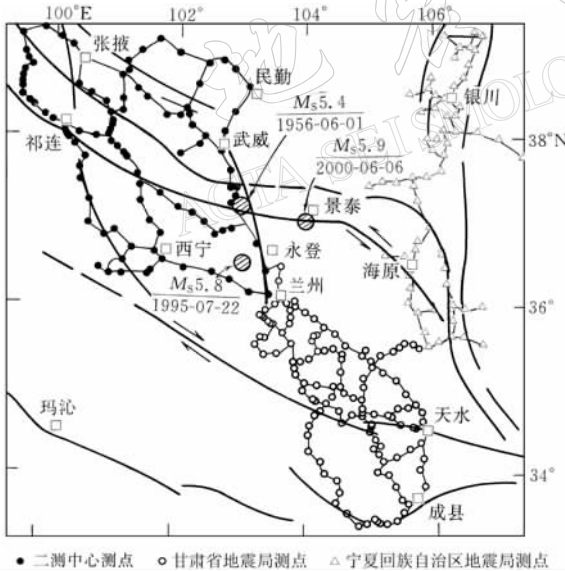 100°E
102°
104°
106°
张掖
民勤
银川
Ms5.4
1956-06-01
祁连
武威
Ms5.9
2000-06-06
38°N
景泰
西宁
永登
海原
Ms5.8
1995-07-22
兰州
36°
玛沁
天水
34°
成县
● 二测中心测点 ○ 甘肃省地震局测点 △ 宁夏回族自治区地震局测点